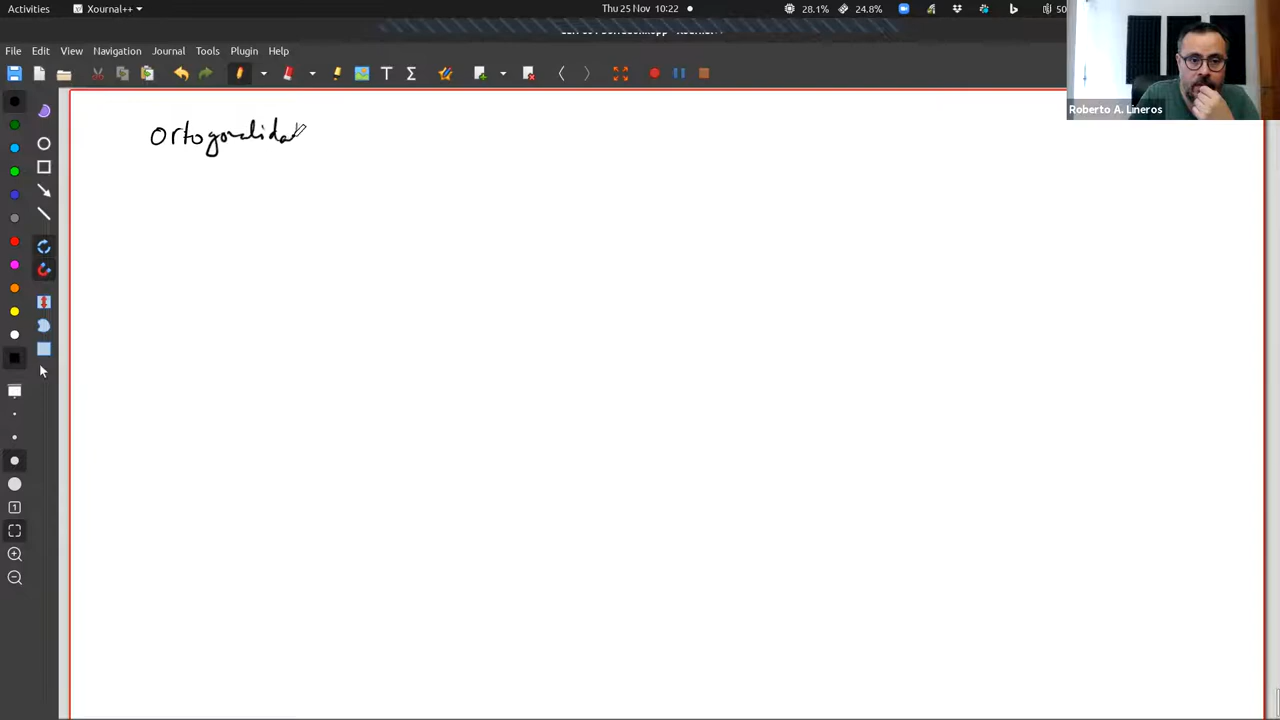 Activities Xournal++ Thu 25 Nov 10:22 28.1% 24.8% 50
File Edit View Navigation Journal Tools Plugin Help
Roberto A. Lineros
Ortogonalidad